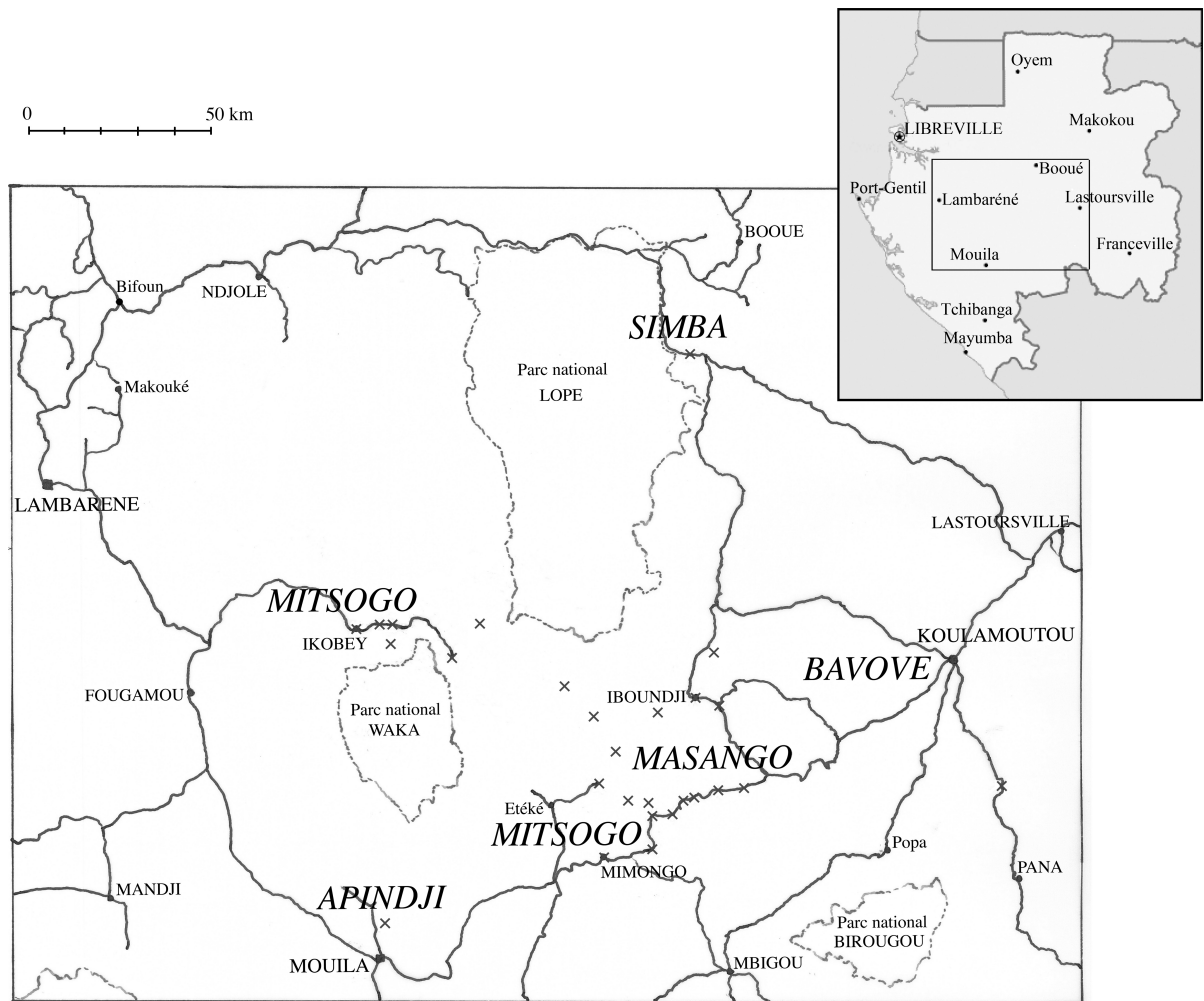 0 50 km
Oyem
LIBREVILLE
Makokou
Booué
Port-Gentil
Lambaréné
Lastoursville
Mouila
Franceville
Tchibanga
Mayumba
BOOUE
Bifoun
NDJOLE
SIMBA
Parc national
LOPE
Makouké
LAMBARENE
LASTOURSVILLE
MITSOGO
IKOBEY
KOULAMOUTOU
BAVOVE
FOUGAMOU
IBOUNDJI
Parc national
WAKA
MASANGO
Etéké
MITSOGO
MIMONGO
Popa
PANA
MANDJI
APINDJI
Parc national
BIROUGOU
MOUILA
MBIGOU